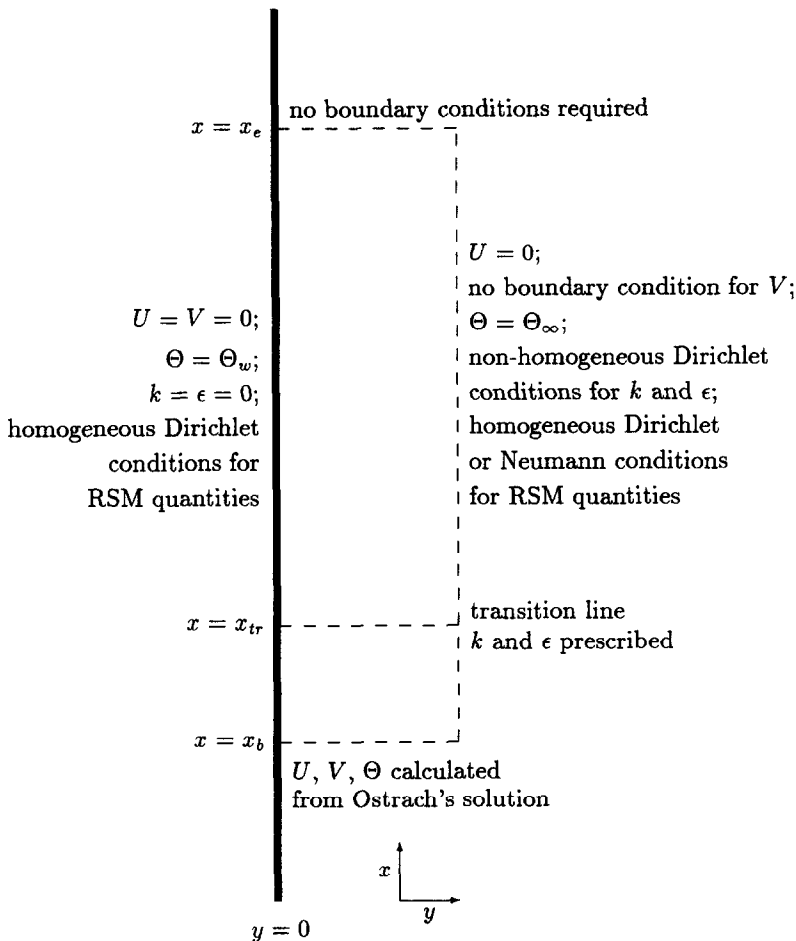 no boundary conditions required
x = x_e
U = 0;
no boundary condition for V;
Θ = Θ_∞;
non-homogeneous Dirichlet
conditions for k and ϵ;
homogeneous Dirichlet
or Neumann conditions
for RSM quantities
U = V = 0;
Θ = Θ_w;
k = ϵ = 0;
homogeneous Dirichlet
conditions for
RSM quantities
x = x_tr
transition line
k and ϵ prescribed
x = x_b
U, V, Θ calculated
from Ostrach's solution
x
y
y = 0